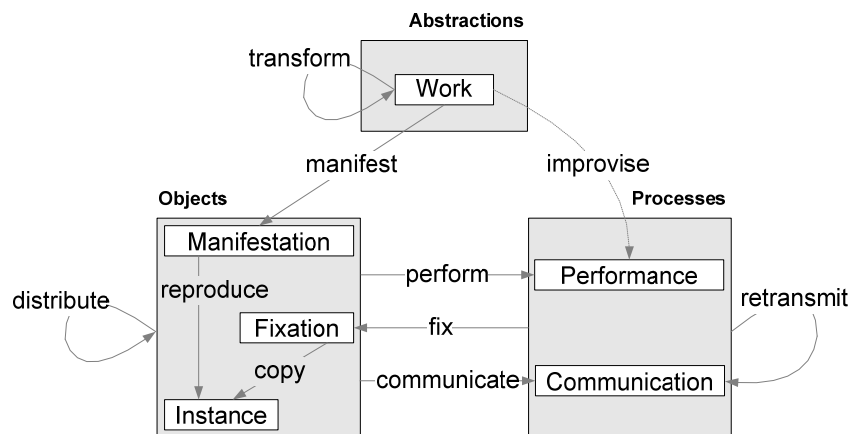 Abstractions
transform
Work
manifest
improvise
Objects
Processes
Manifestation
perform
Performance
reproduce
distribute
retransmit
Fixation
fix
copy
communicate
Communication
Instance